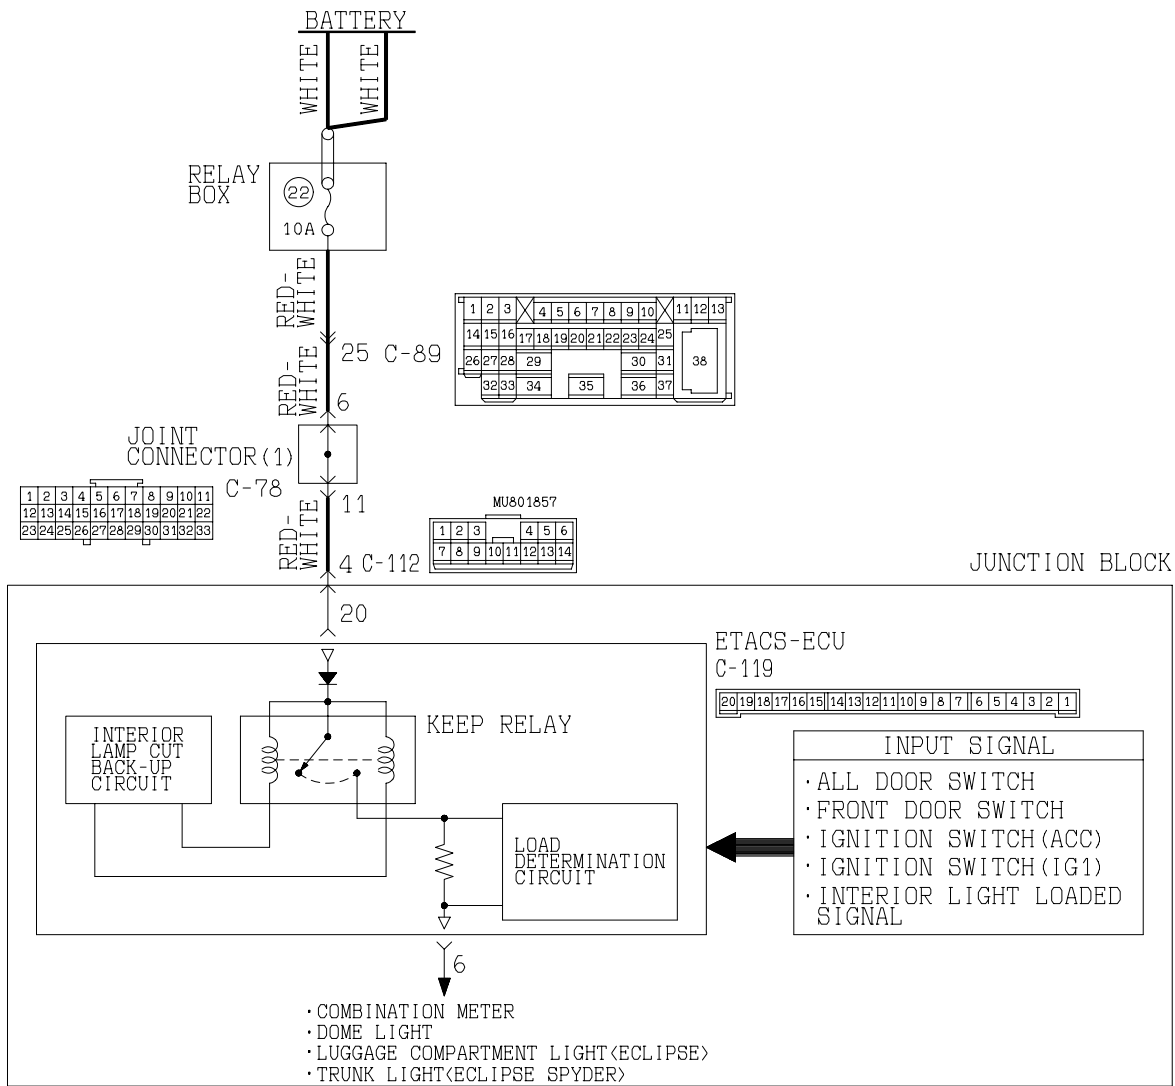 BATTERY
WHITE
WHITE
RELAY
BOX
22
10A
RED-
WHITE
1 2 3 4 5 6 7 8 9 10 11 12 13
14 15 16 17 18 19 20 21 22 23 24 25
26 27 28 29 30 31 38
32 33 34 35 36 37
25 C-89
RED-
WHITE
6
JOINT
CONNECTOR(1)
C-78
1 2 3 4 5 6 7 8 9 10 11
12 13 14 15 16 17 18 19 20 21 22
23 24 25 26 27 28 29 30 31 32 33
11
RED-
WHITE
MU801857
1 2 3 4 5 6
7 8 9 10 11 12 13 14
4 C-112
JUNCTION BLOCK
20
ETACS-ECU
C-119
20 19 18 17 16 15 14 13 12 11 10 9 8 7 6 5 4 3 2 1
KEEP RELAY
INTERIOR
LAMP CUT
BACK-UP
CIRCUIT
INPUT SIGNAL
·ALL DOOR SWITCH
·FRONT DOOR SWITCH
·IGNITION SWITCH(ACC)
·IGNITION SWITCH(IG1)
·INTERIOR LIGHT LOADED
SIGNAL
LOAD
DETERMINATION
CIRCUIT
6
·COMBINATION METER
·DOME LIGHT
·LUGGAGE COMPARTMENT LIGHT<ECLIPSE>
·TRUNK LIGHT<ECLIPSE SPYDER>